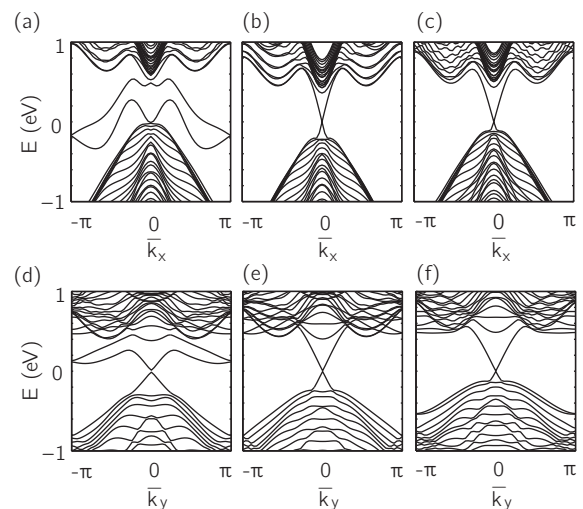 (a) (b) (c)
1
0
−1
E (eV)
-π 0 π -π 0 π -π 0 π
k̅x k̅x k̅x
(d) (e) (f)
1
0
-1
E (eV)
-π 0 π -π 0 π -π 0 π
k̅y k̅y k̅y